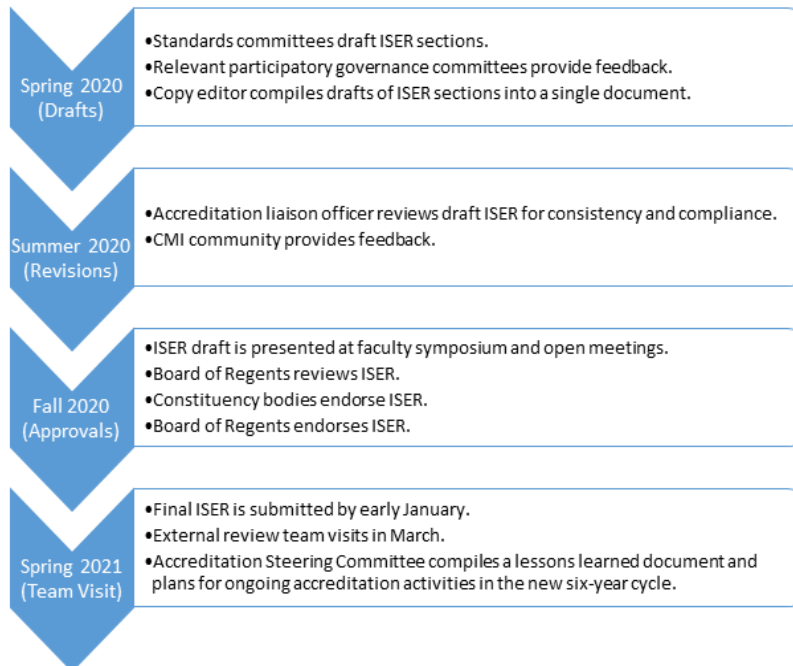 Spring 2020
(Drafts)
•Standards committees draft ISER sections.
•Relevant participatory governance committees provide feedback.
•Copy editor compiles drafts of ISER sections into a single document.
Summer 2020
(Revisions)
•Accreditation liaison officer reviews draft ISER for consistency and compliance.
•CMI community provides feedback.
Fall 2020
(Approvals)
•ISER draft is presented at faculty symposium and open meetings.
•Board of Regents reviews ISER.
•Constituency bodies endorse ISER.
•Board of Regents endorses ISER.
Spring 2021
(Team Visit)
•Final ISER is submitted by early January.
•External review team visits in March.
•Accreditation Steering Committee compiles a lessons learned document and
plans for ongoing accreditation activities in the new six-year cycle.